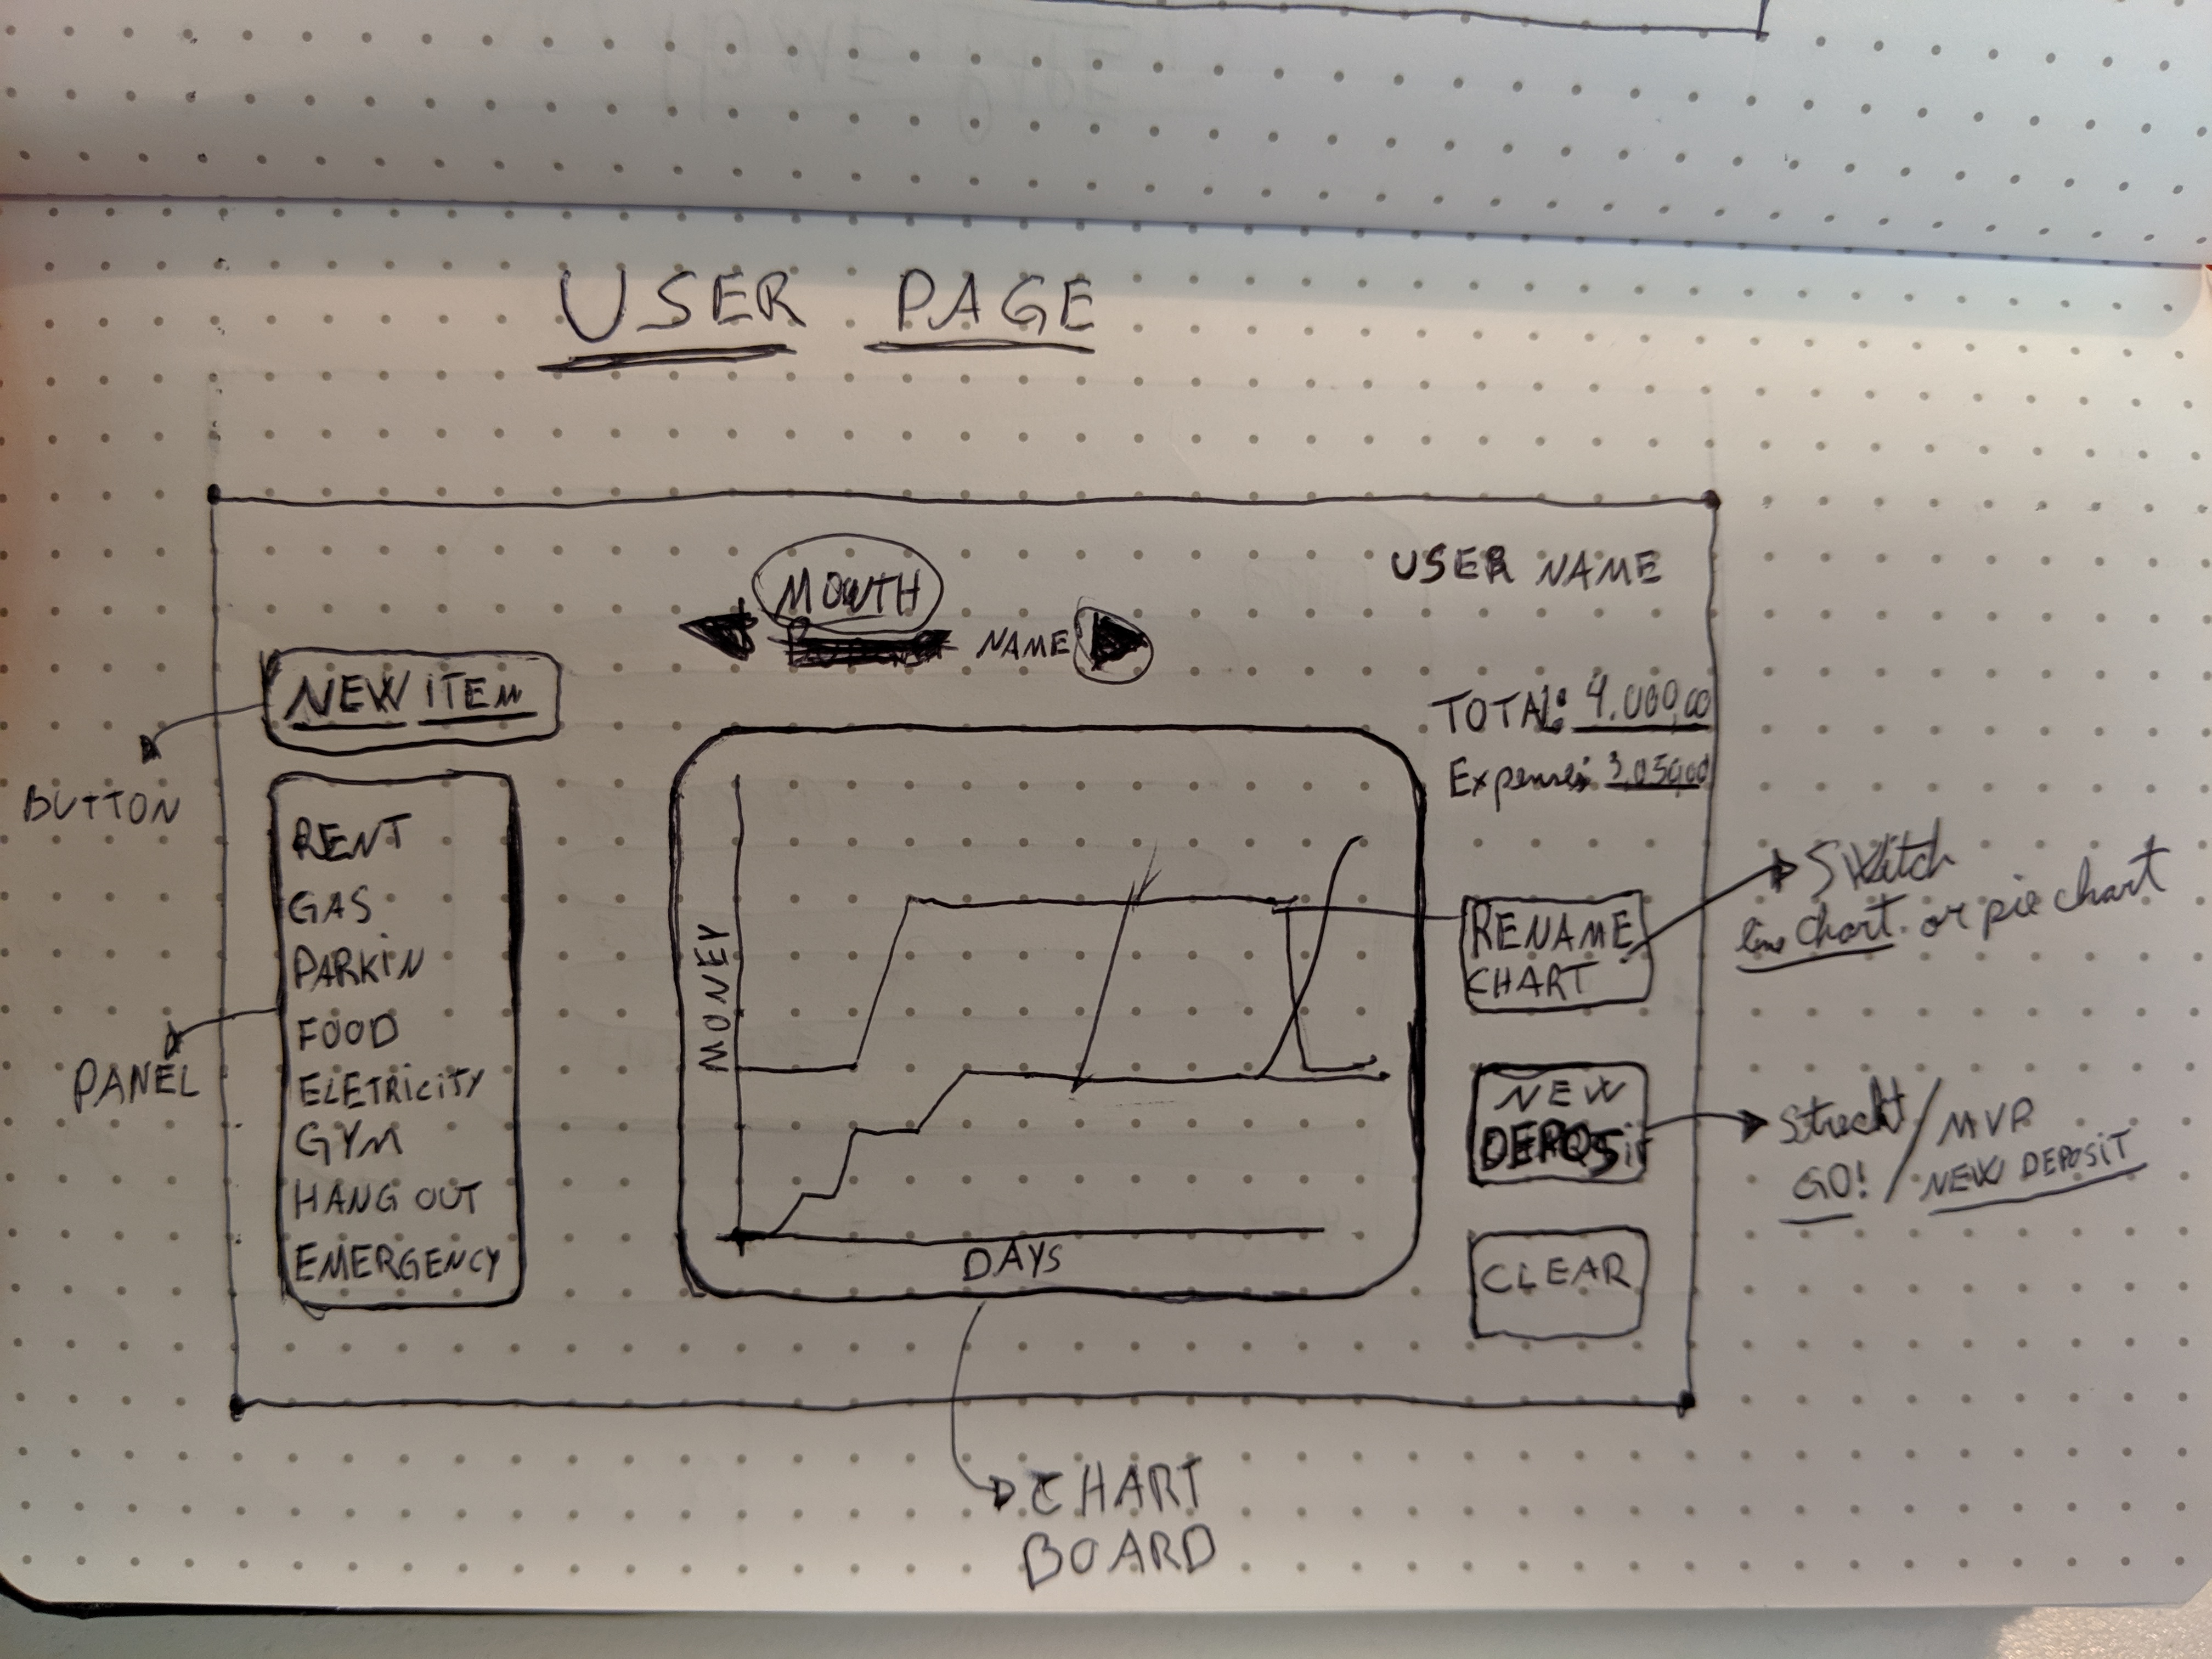 USER PAGE
USER NAME
MONTH
NAME
NEW ITEM
TOTAL: 4.000,00
Expenses: 3.050,00
BUTTON
RENT
GAS
PARKIN
FOOD
ELETRICITY
GYM
HANG OUT
EMERGENCY
PANEL
MONEY
DAYS
RENAME
CHART
Switch
line chart or pie chart
NEW
DEPOSIT
Strecht / MVP
GO! / NEW DEPOSIT
CLEAR
CHART
BOARD